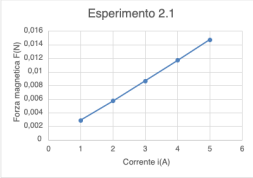 Esperimento 2.1
Forza magnetica F(N)
0,016
0,014
0,012
0,01
0,008
0,006
0,004
0,002
0
0 1 2 3 4 5 6
Corrente i(A)